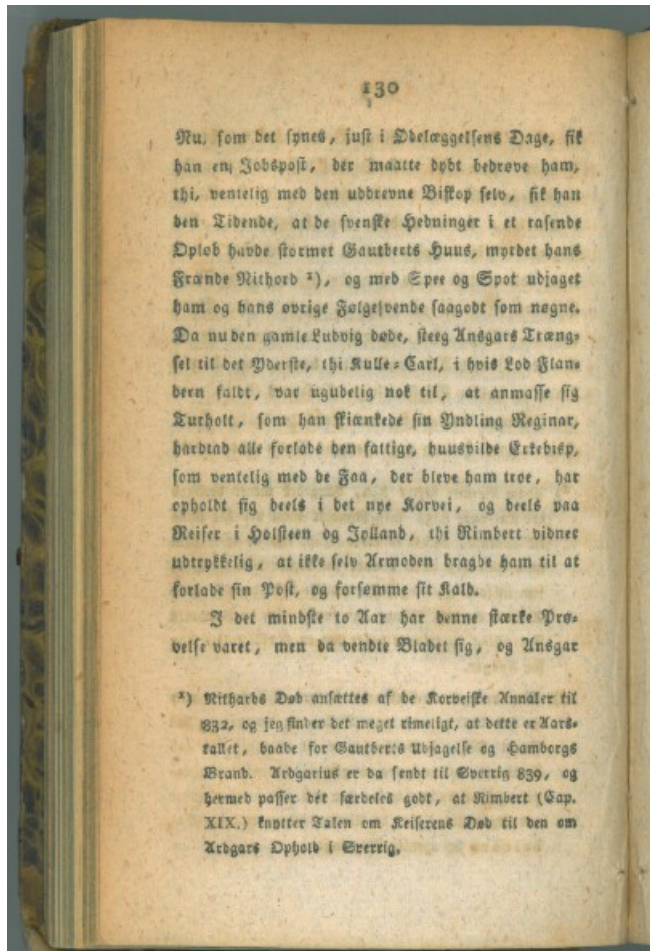 130
Nu, som det synes, just i Ødelæggelsens Dage, fik
han en Jobspost, der maatte dybt bedrøve ham,
thi, ventelig med den uddrevne Biskop selv, fik han
den Tidende, at de svenske Hedninger i et rasende
Opløb havde stormet Gautberts Huus, myrdet hans
Frænde Nithord ¹), og med Spee og Spot udjaget
ham og hans øvrige Følgesvende saagodt som nøgne.
Da nu den gamle Ludvig døde, steeg Ansgars Træng-
sel til det Yderste, thi Kulle-Carl, i hvis Lod Flan-
dern faldt, var ugudelig nok til, at anmasse sig
Turholt, som han skiænkede sin Yndling Reginar,
hardtad alle forlade den fattige, huusvilde Erkebisp,
som ventelig med de Faa, der bleve ham troe, har
opholdt sig deels i det nye Korvei, og deels paa
Reiser i Holsteen og Jylland, thi Rimbert vidner
udtrykkelig, at ikke selv Armoden bragde ham til at
forlade sin Post, og forsømme sit Kald.
I det mindste to Aar har denne stærke Prø-
velse varet, men da vendte Bladet sig, og Ansgar
¹) Nithards Død ansættes af de Korveiske Annaler til
832, og jeg finder det meget rimeligt, at dette er Aars-
tallet, baade for Gautberts Udjagelse og Hamborgs
Brand. Ardgarius er da sendt til Sverrig 839, og
hermed passer det særdeles godt, at Rimbert (Cap.
XIX.) knytter Talen om Keiserens Død til den om
Ardgars Ophold i Sverrig.